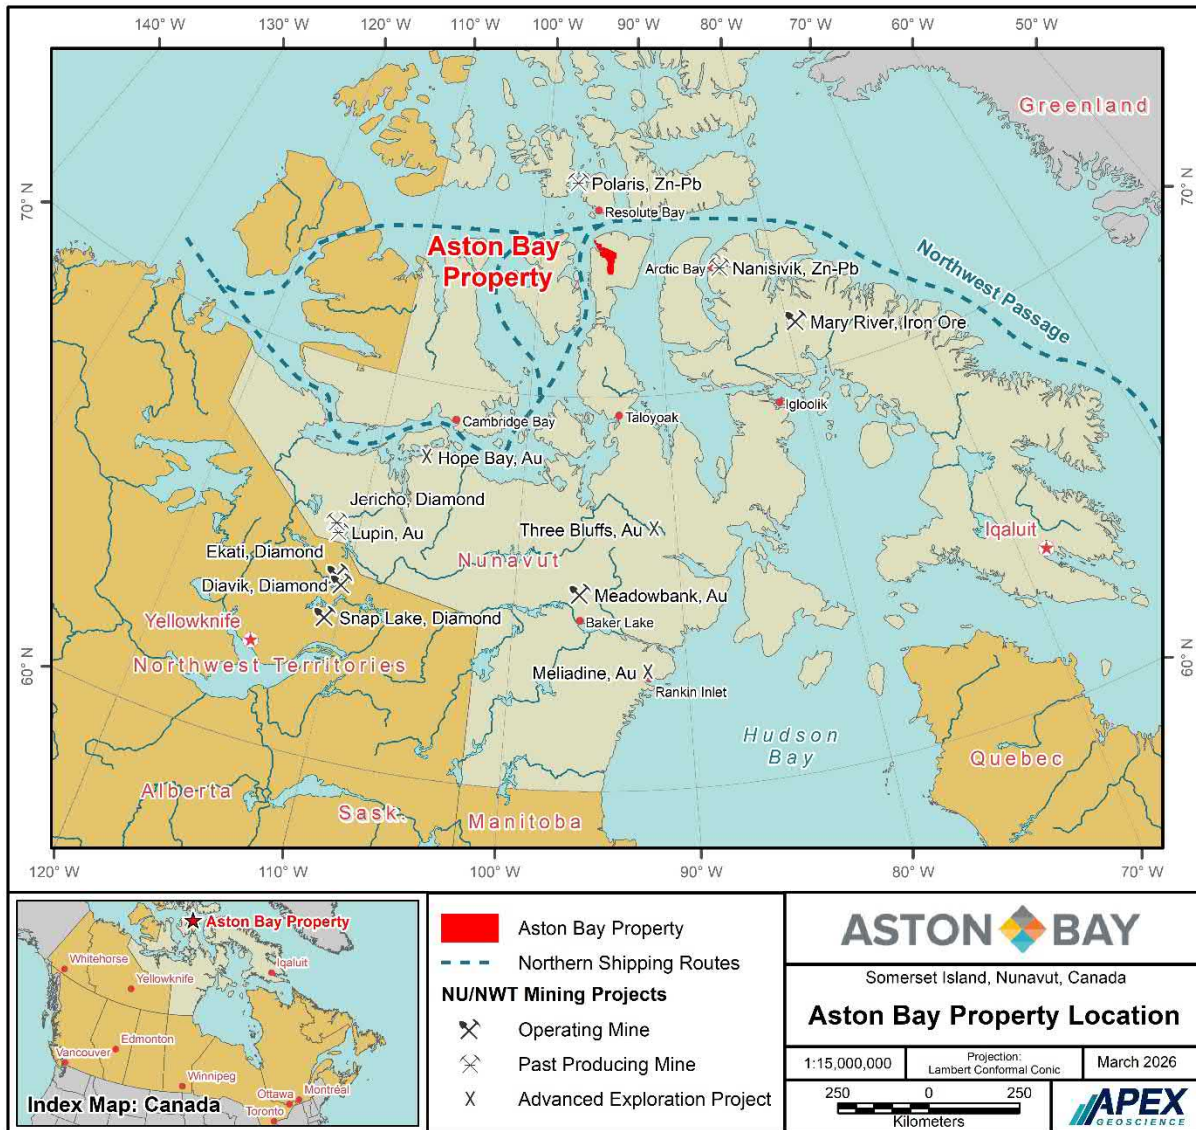 140° W
130° W
120° W
110° W
100° W
90° W
80° W
70° W
60° W
50° W
70° N
70° N
60° N
60° N
Greenland
Polaris, Zn-Pb
Resolute Bay
Aston Bay
Property
Arctic Bay
Nanisivik, Zn-Pb
Northwest Passage
Mary River, Iron Ore
Igloolik
Cambridge Bay
Taloyoak
Hope Bay, Au
Jericho, Diamond
Lupin, Au
Three Bluffs, Au
Iqaluit
Ekati, Diamond
Nunavut
Diavik, Diamond
Meadowbank, Au
Snap Lake, Diamond
Yellowknife
Baker Lake
Northwest Territories
Meliadine, Au
Rankin Inlet
Hudson
Bay
Quebec
Alberta
Sask.
Manitoba
120° W
110° W
100° W
90° W
80° W
70° W
Aston Bay Property
Whitehorse
Iqaluit
Yellowknife
Edmonton
Vancouver
Winnipeg
Ottawa
Montréal
Toronto
Index Map: Canada
Aston Bay Property
Northern Shipping Routes
NU/NWT Mining Projects
Operating Mine
Past Producing Mine
Advanced Exploration Project
ASTON BAY
Somerset Island, Nunavut, Canada
Aston Bay Property Location
1:15,000,000
Projection:
Lambert Conformal Conic
March 2026
250 0 250
Kilometers
APEX
GEOSCIENCE